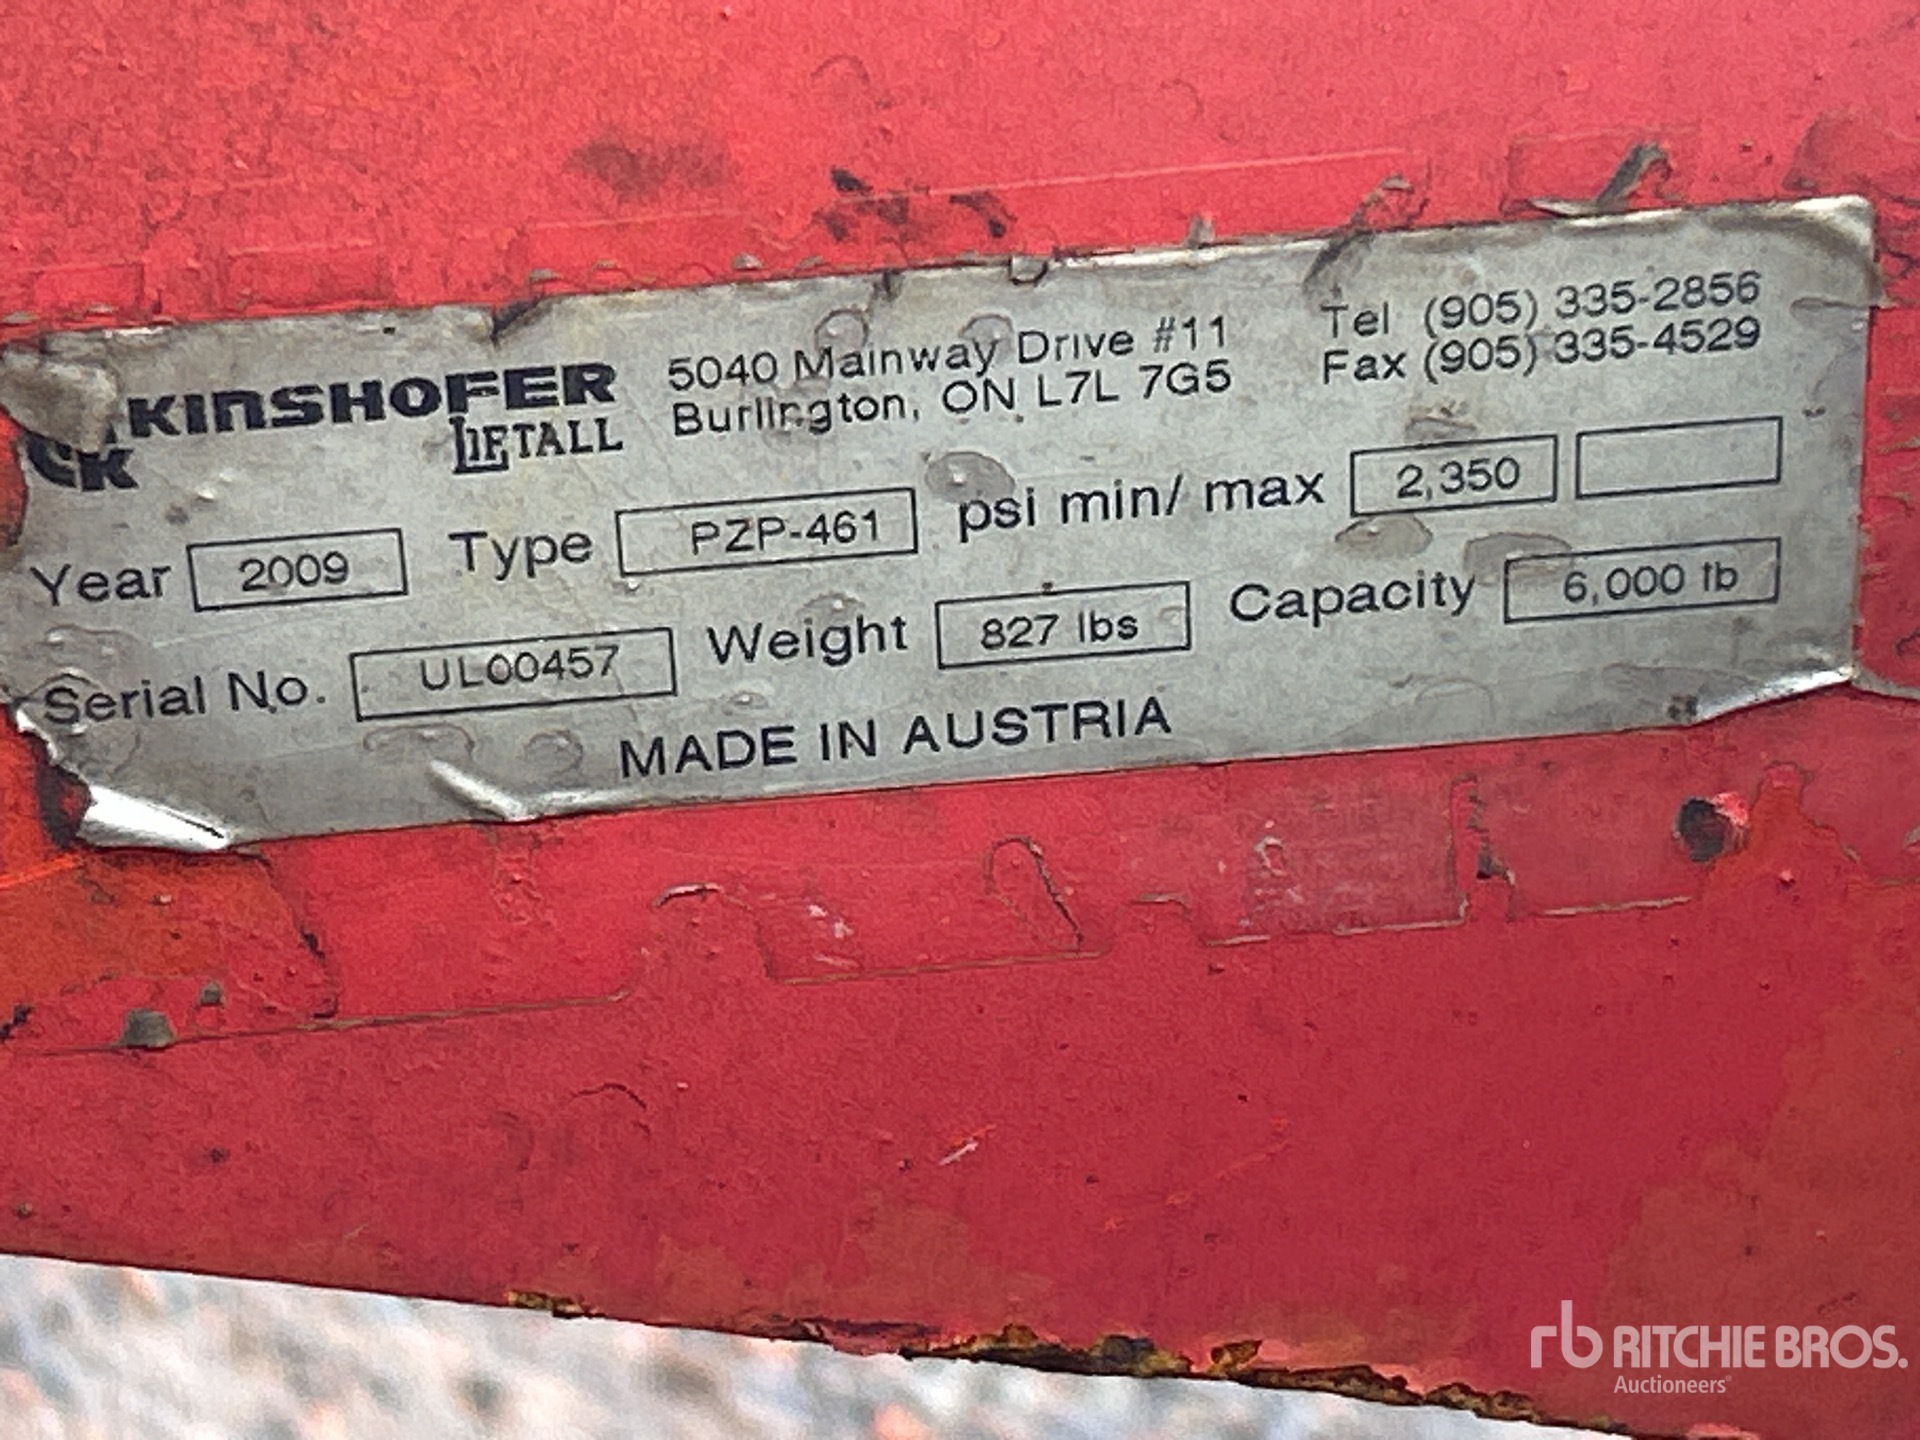 KINSHOFER
LIFTALL
CK
5040 Mainway Drive #11
Burlington, ON L7L 7G5
Tel (905) 335-2856
Fax (905) 335-4529
Year 2009 Type PZP-461 psi min/ max 2,350
Serial No. UL00457 Weight 827 lbs Capacity 6,000 lb
MADE IN AUSTRIA
rb RITCHIE BROS.
Auctioneers